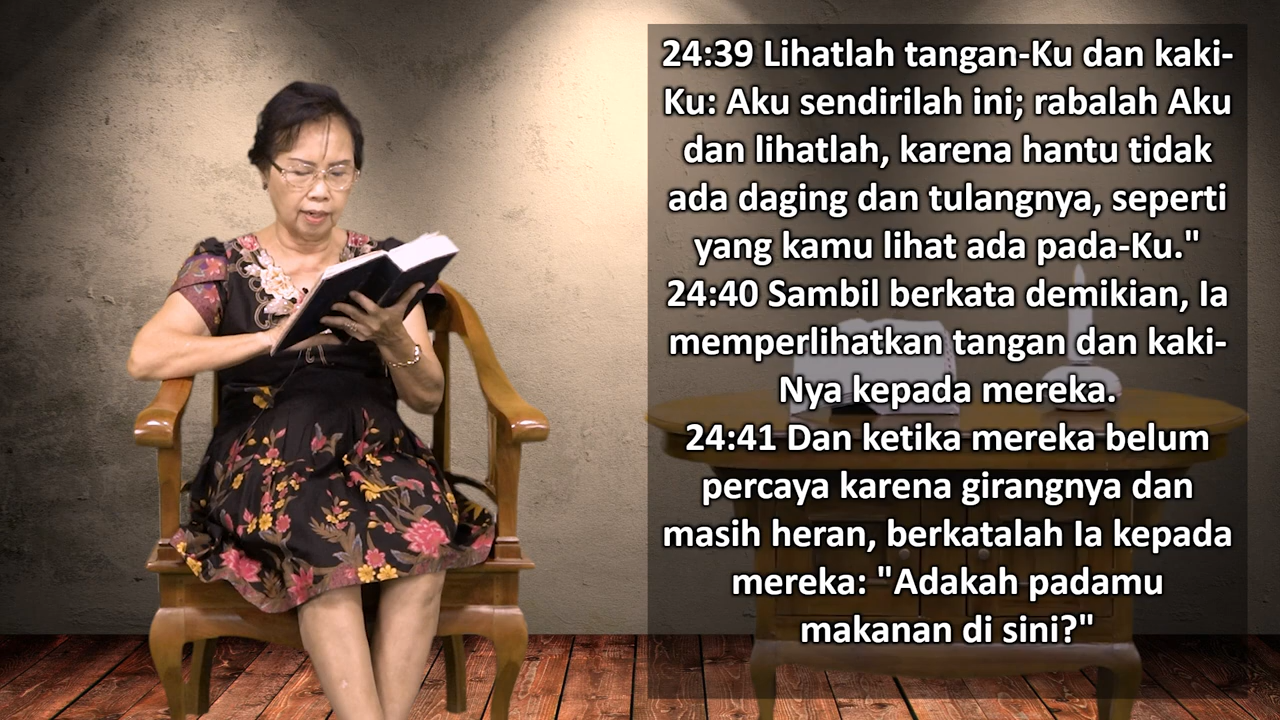 24:39 Lihatlah tangan-Ku dan kaki-
Ku: Aku sendirilah ini; rabalah Aku
dan lihatlah, karena hantu tidak
ada daging dan tulangnya, seperti
yang kamu lihat ada pada-Ku."
24:40 Sambil berkata demikian, Ia
memperlihatkan tangan dan kaki-
Nya kepada mereka.
24:41 Dan ketika mereka belum
percaya karena girangnya dan
masih heran, berkatalah Ia kepada
mereka: "Adakah padamu
makanan di sini?"